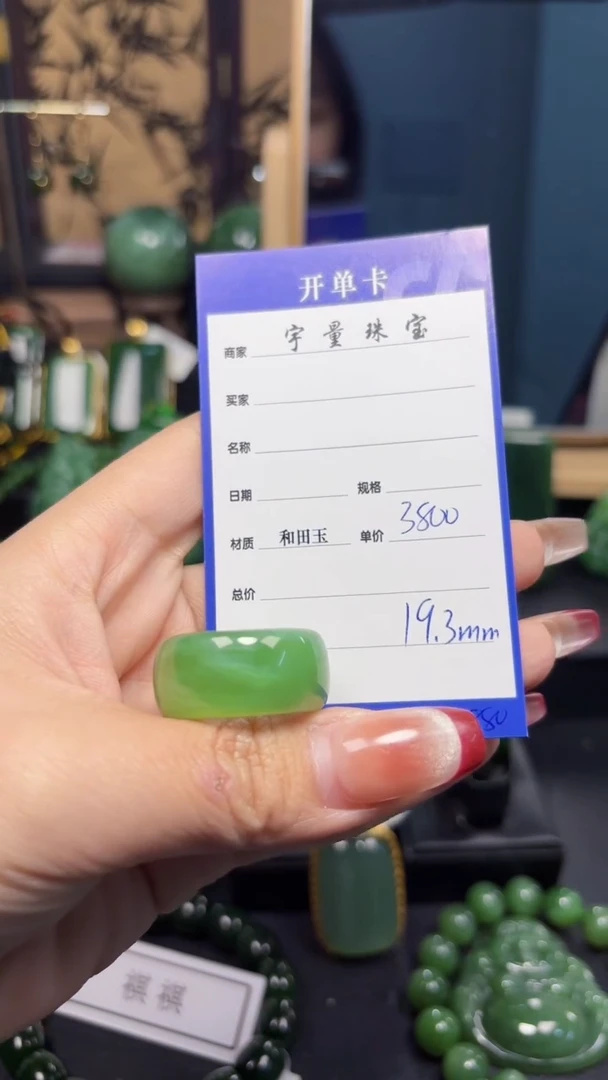 开单卡
商家 宇量珠宝
买家
名称
日期 规格
材质 和田玉 单价 3800
总价
19.3mm